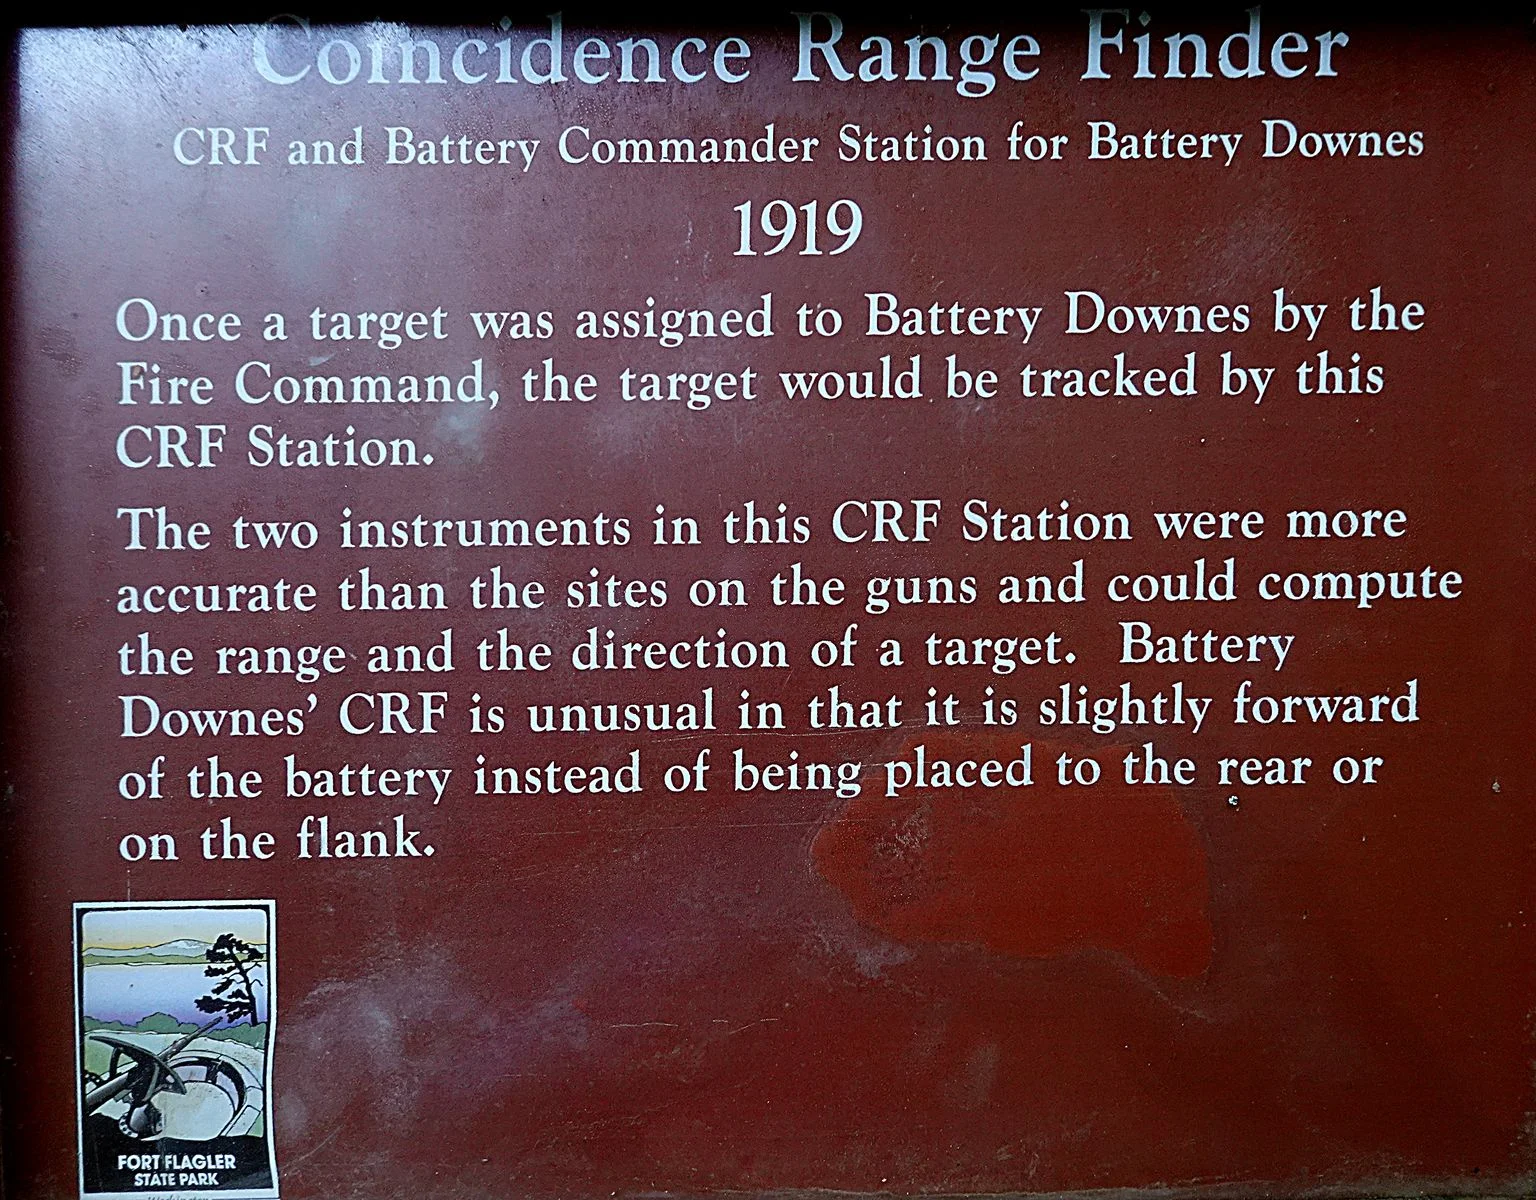 Coincidence Range Finder
CRF and Battery Commander Station for Battery Downes
1919
Once a target was assigned to Battery Downes by the
Fire Command, the target would be tracked by this
CRF Station.
The two instruments in this CRF Station were more
accurate than the sites on the guns and could compute
the range and the direction of a target. Battery
Downes' CRF is unusual in that it is slightly forward
of the battery instead of being placed to the rear or
on the flank.
FORT FLAGLER
STATE PARK